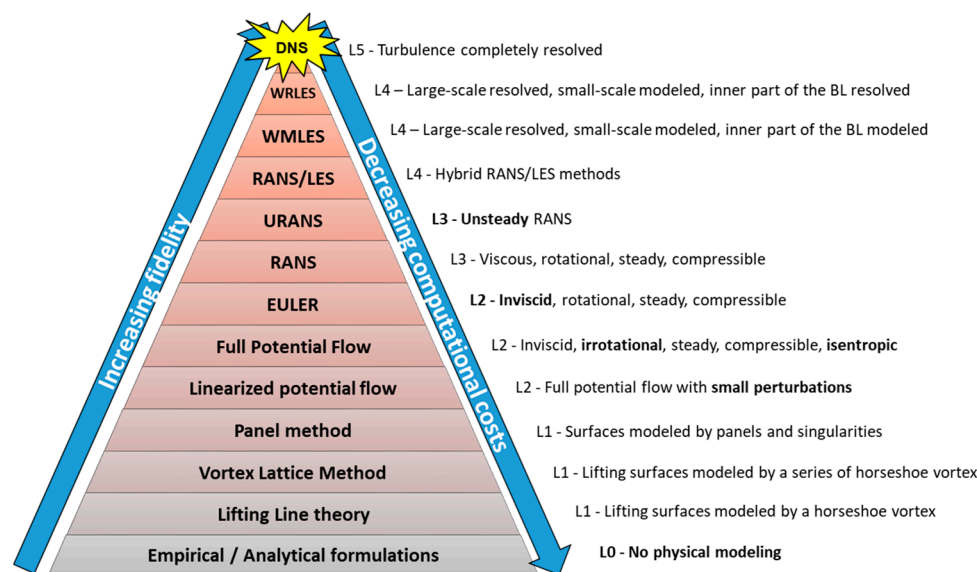 DNS
L5 - Turbulence completely resolved
WRLES
L4 – Large-scale resolved, small-scale modeled, inner part of the BL resolved
WMLES
L4 – Large-scale resolved, small-scale modeled, inner part of the BL modeled
RANS/LES
L4 - Hybrid RANS/LES methods
URANS
L3 - Unsteady RANS
RANS
L3 - Viscous, rotational, steady, compressible
EULER
L2 - Inviscid, rotational, steady, compressible
Full Potential Flow
L2 - Inviscid, irrotational, steady, compressible, isentropic
Linearized potential flow
L2 - Full potential flow with small perturbations
Panel method
L1 - Surfaces modeled by panels and singularities
Vortex Lattice Method
L1 - Lifting surfaces modeled by a series of horseshoe vortex
Lifting Line theory
L1 - Lifting surfaces modeled by a horseshoe vortex
Empirical / Analytical formulations
L0 - No physical modeling
Increasing fidelity
Decreasing computational costs